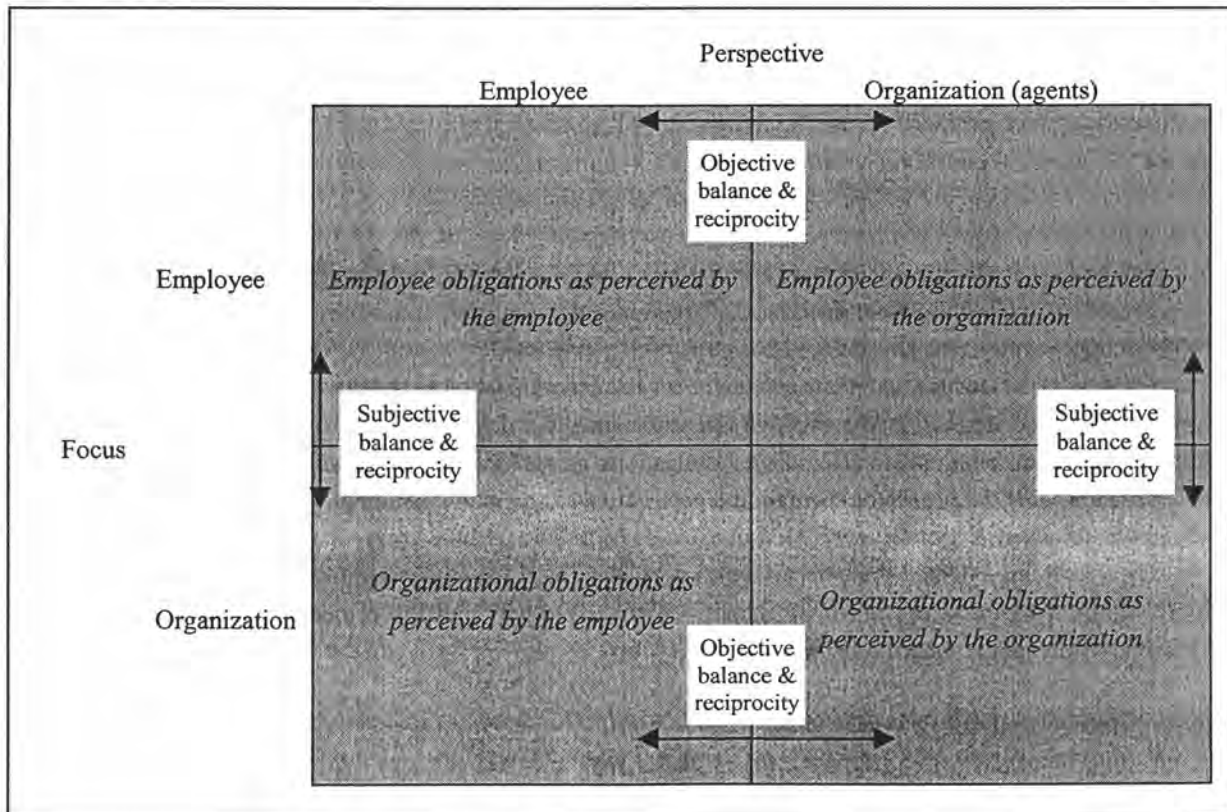 Perspective
Employee
Organization (agents)
Objective
balance &
reciprocity
Employee
Employee obligations as perceived by
the employee
Employee obligations as perceived by
the organization
Focus
Subjective
balance &
reciprocity
Subjective
balance &
reciprocity
Organization
Organizational obligations as
perceived by the employee
Organizational obligations as
perceived by the organization
Objective
balance &
reciprocity